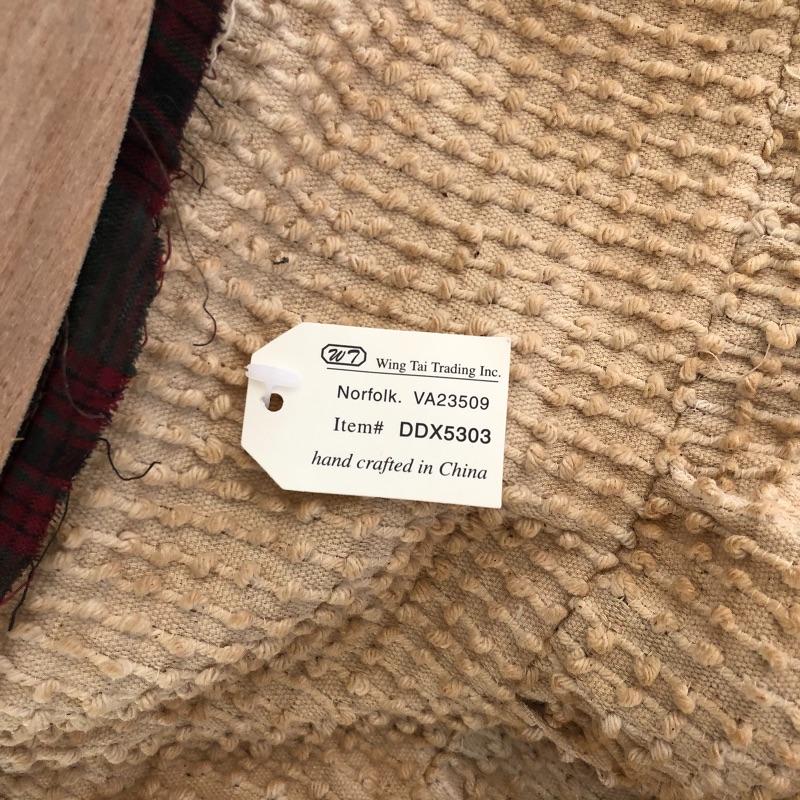 WT Wing Tai Trading Inc.
Norfolk. VA23509
Item# DDX5303
hand crafted in China